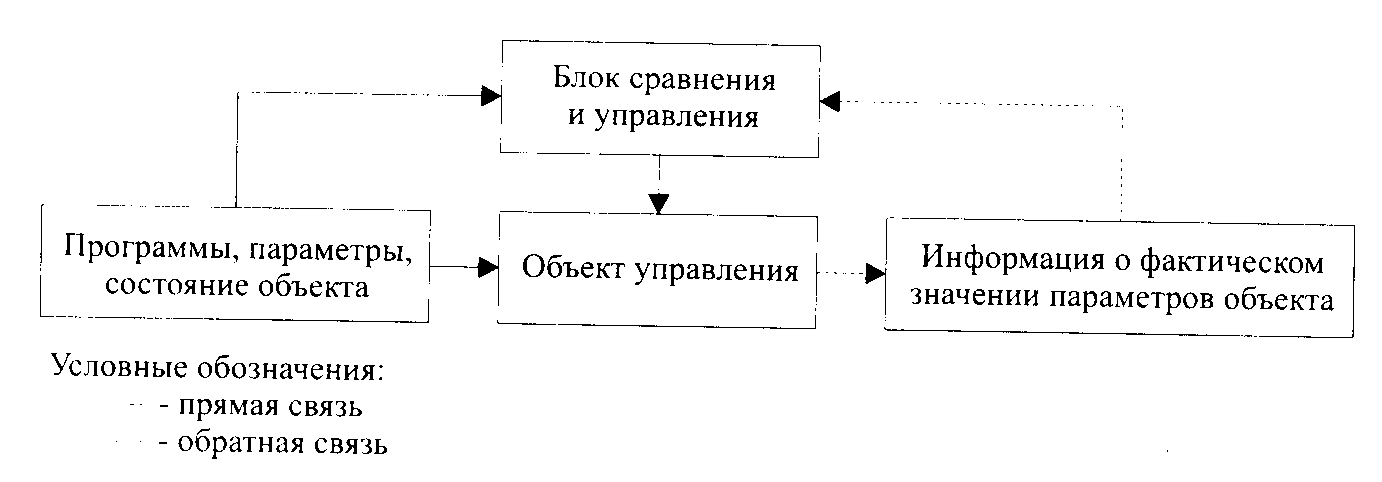 Блок сравнения
и управления
Программы, параметры,
состояние объекта
Объект управления
Информация о фактическом
значении параметров объекта
Условные обозначения:
- прямая связь
- обратная связь